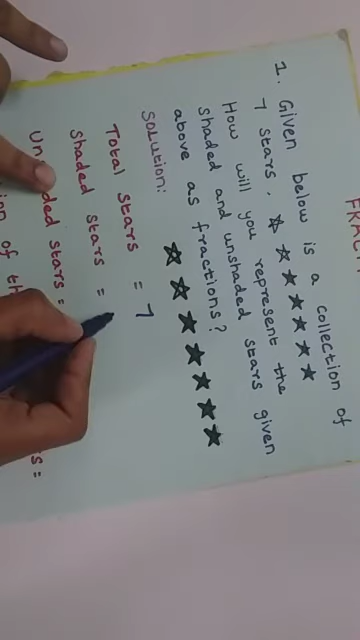 FRACT
1. Given below is a collection of
7 stars. ☆ ☆ ★ ★ ★ ★ ★
How will you represent the
shaded and unshaded stars given
above as fractions?
Solution:
Total stars = 7
Shaded stars =
Un ded stars =
ion of th s =